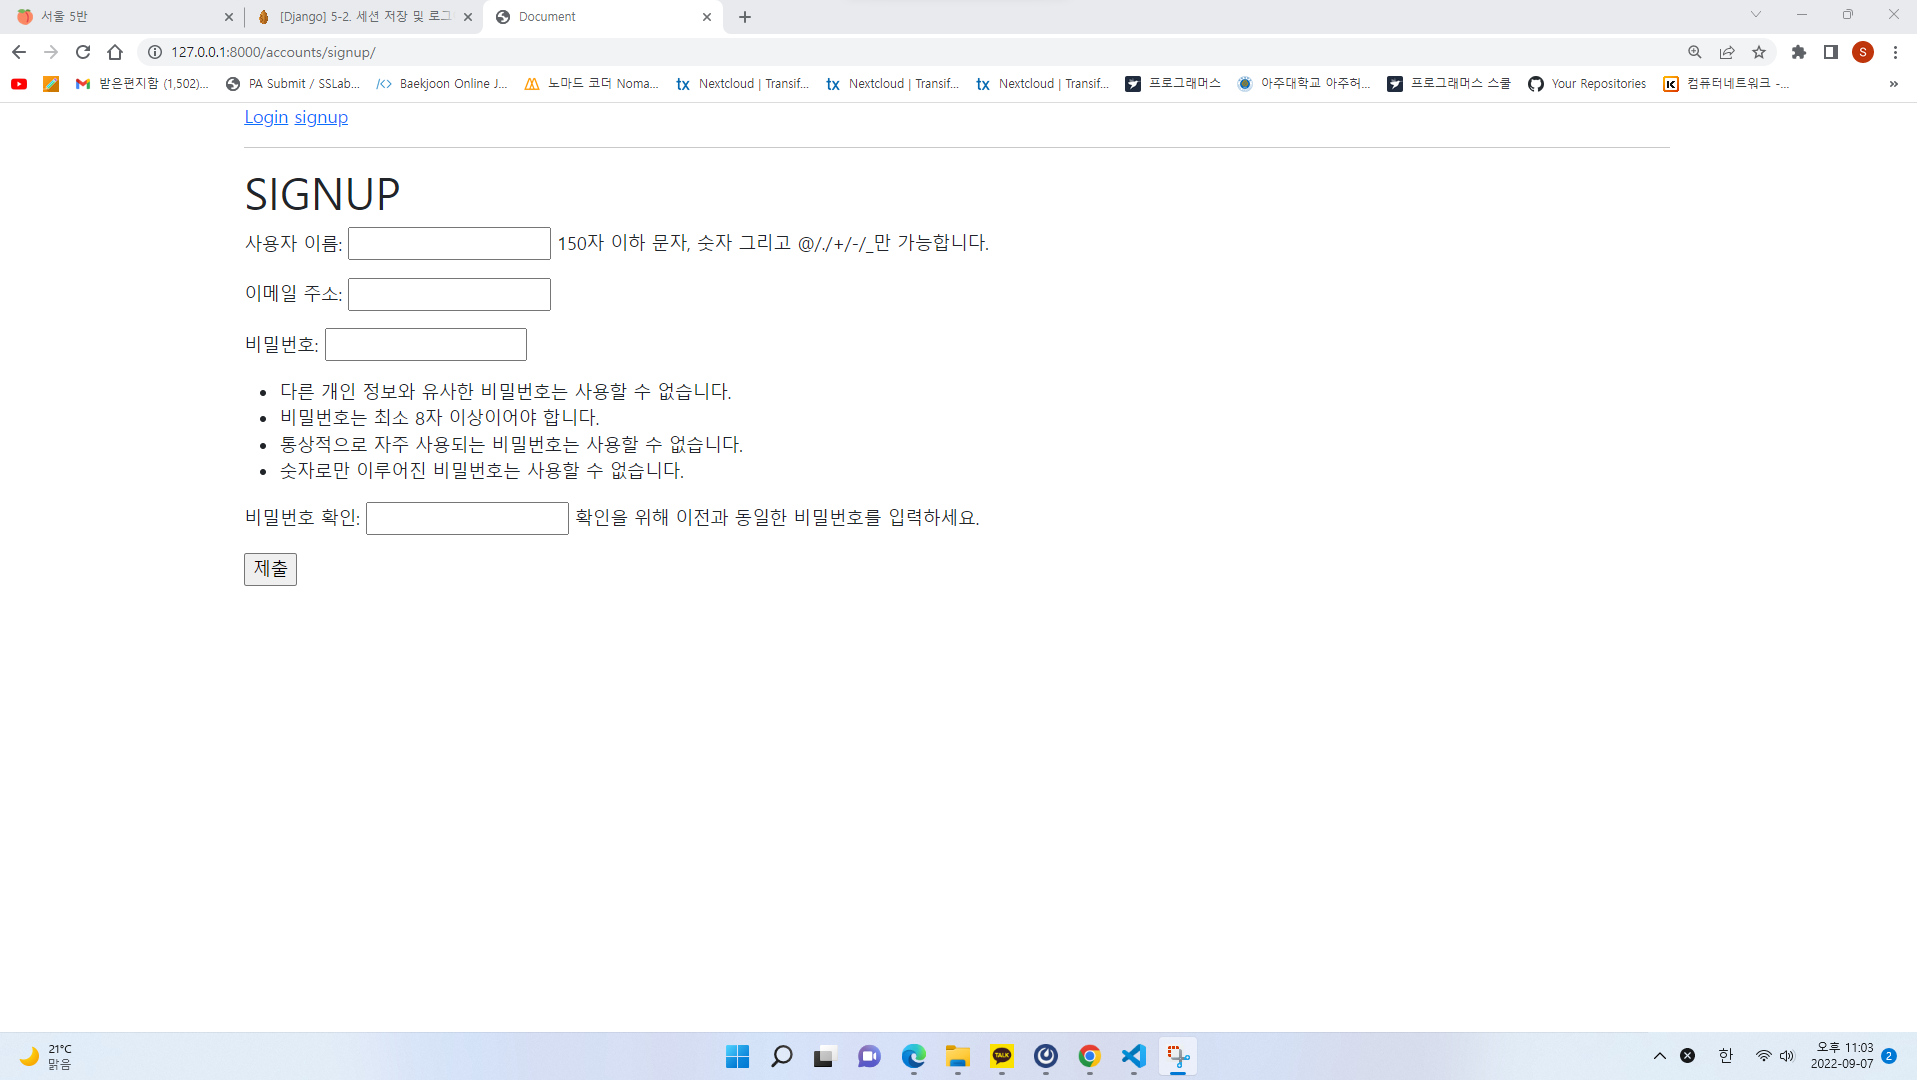 서울 5반
[Django] 5-2. 세션 저장 및 로그
Document
127.0.0.1:8000/accounts/signup/
S
받은편지함 (1,502)...
PA Submit / SSLab...
Baekjoon Online J...
노마드 코더 Noma...
tx Nextcloud | Transif...
tx Nextcloud | Transif...
tx Nextcloud | Transif...
프로그래머스
아주대학교 아주허...
프로그래머스 스쿨
Your Repositories
컴퓨터네트워크 -...
»
Login signup
SIGNUP
사용자 이름: 150자 이하 문자, 숫자 그리고 @/./+/-/_만 가능합니다.
이메일 주소:
비밀번호:
다른 개인 정보와 유사한 비밀번호는 사용할 수 없습니다.
비밀번호는 최소 8자 이상이어야 합니다.
통상적으로 자주 사용되는 비밀번호는 사용할 수 없습니다.
숫자로만 이루어진 비밀번호는 사용할 수 없습니다.
비밀번호 확인: 확인을 위해 이전과 동일한 비밀번호를 입력하세요.
제출
21°C
맑음
TALK
한
오후 11:03
2022-09-07
2